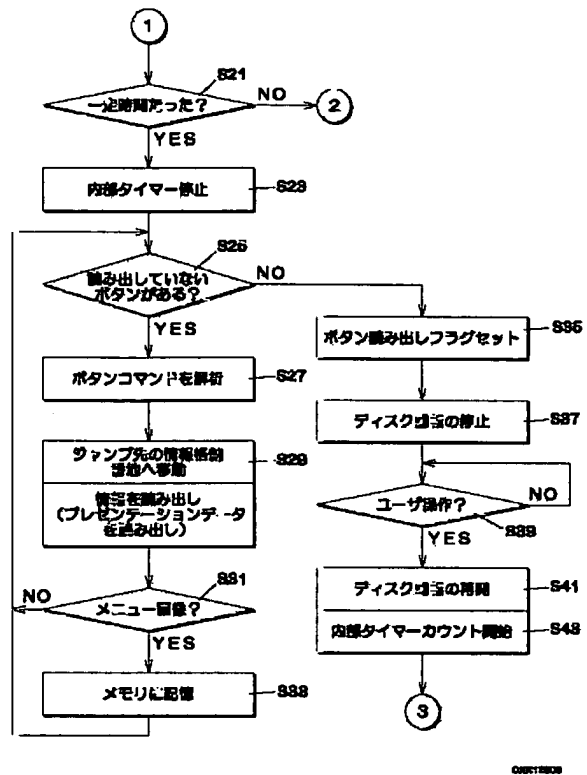 1
S21
一定時間たった?
NO
2
YES
内部タイマー停止
S23
S25
読み出していない
ボタンがある?
NO
YES
ボタン読み出しフラグセット
S35
ボタンコマンドを解析
S27
ディスク回転の停止
S37
ジャンプ先の情報格納
番地へ移動
S29
情報を読み出し
(プレゼンテーションデータ
を読み出し)
ユーザ操作?
NO
S39
YES
S31
NO
メニュー画像?
YES
ディスク回転の再開
S41
内部タイマーカウント開始
S43
メモリに記憶
S33
3